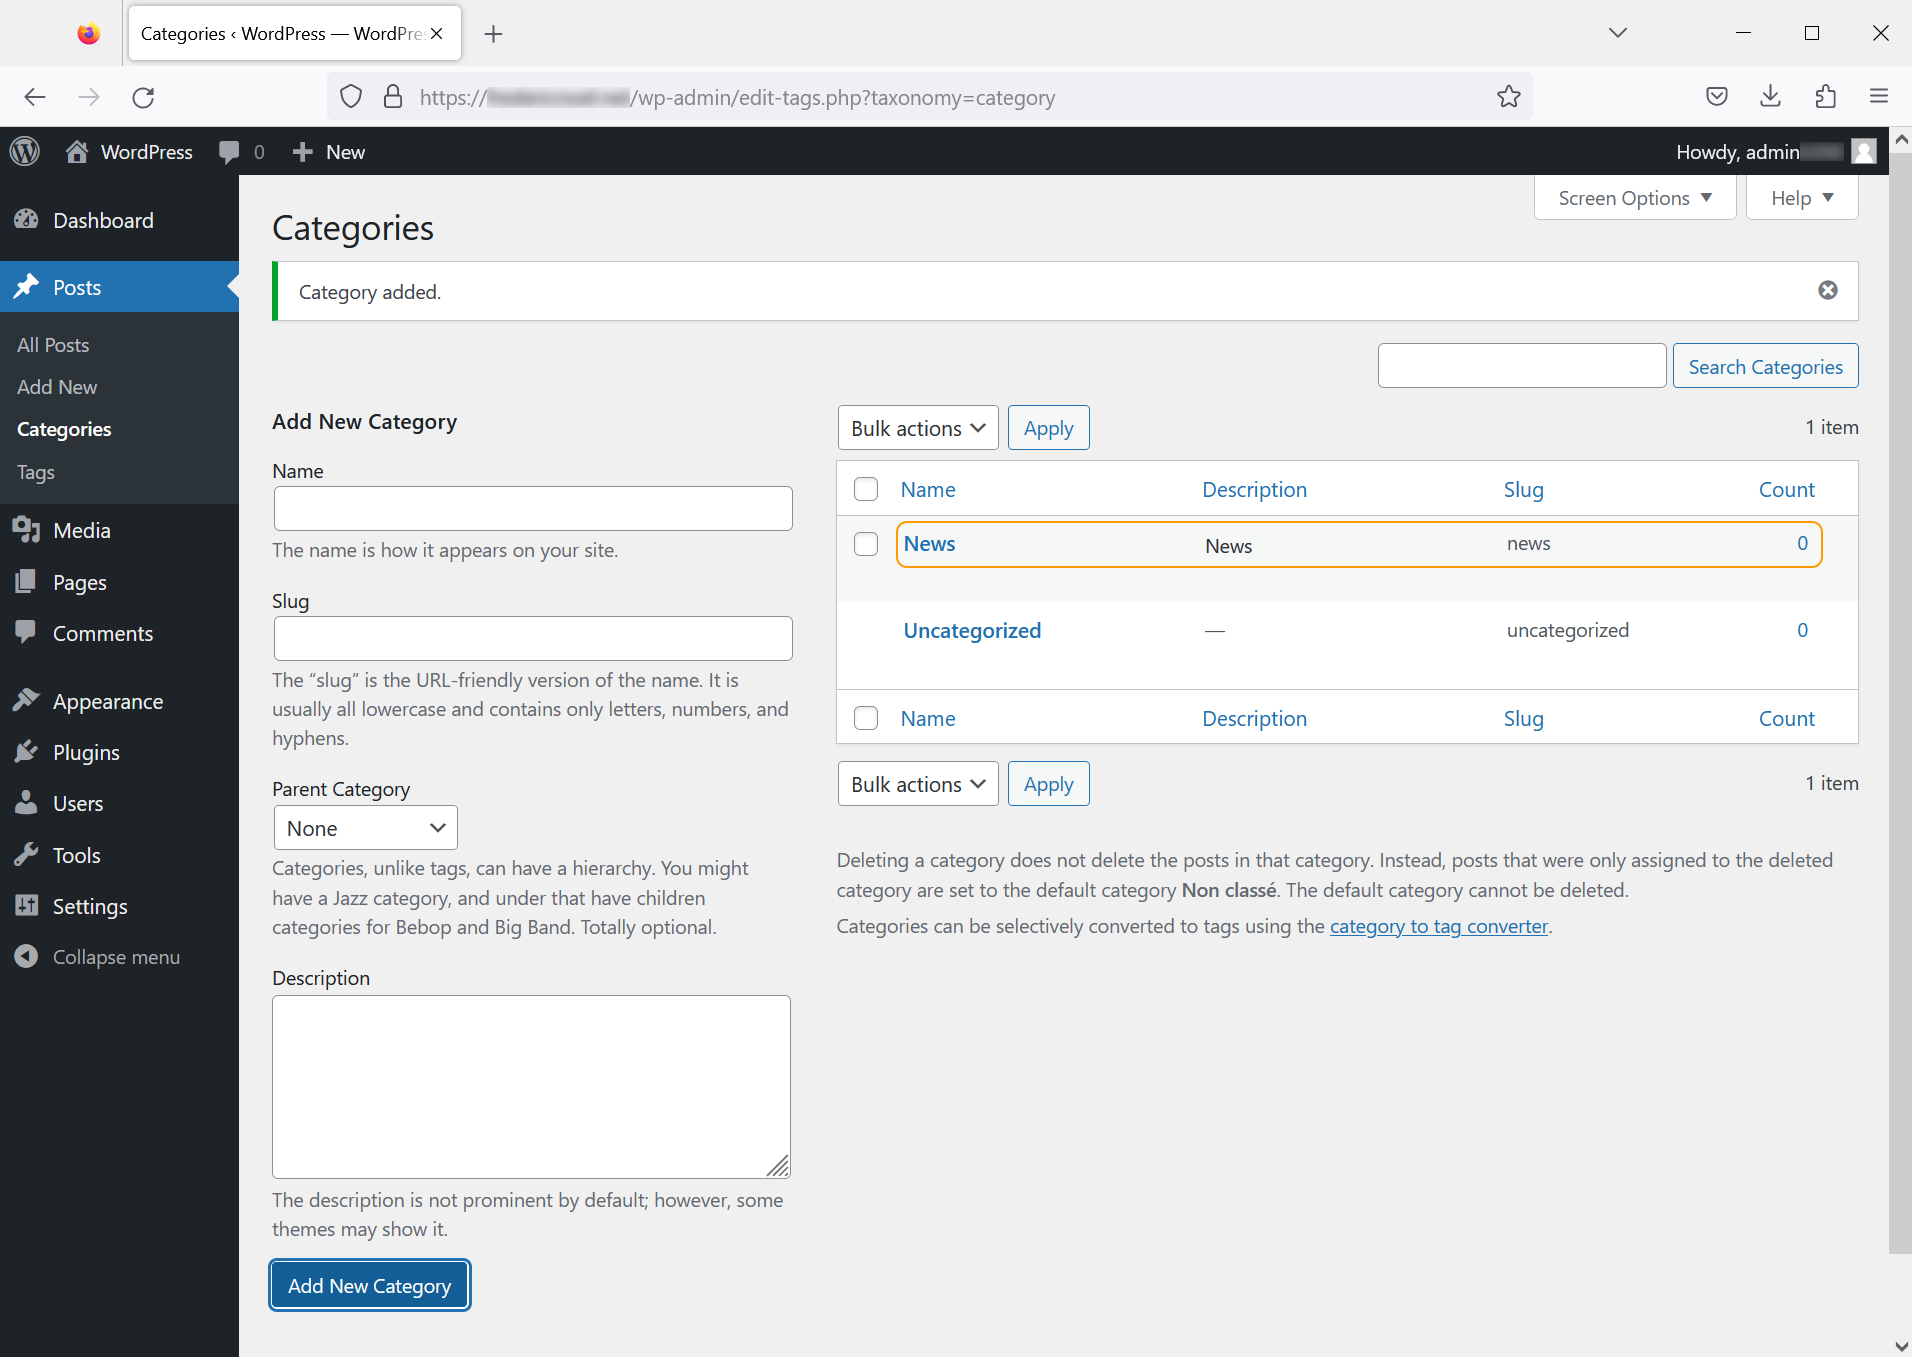 Categories ‹ WordPress — WordPre
https:// /wp-admin/edit-tags.php?taxonomy=category
WordPress 0 New
Howdy, admin
Screen Options Help
Dashboard
Posts
All Posts
Add New
Categories
Tags
Media
Pages
Comments
Appearance
Plugins
Users
Tools
Settings
Collapse menu
Categories
Category added.
Search Categories
Add New Category
Name
The name is how it appears on your site.
Slug
The “slug” is the URL-friendly version of the name. It is
usually all lowercase and contains only letters, numbers, and
hyphens.
Parent Category
None
Categories, unlike tags, can have a hierarchy. You might
have a Jazz category, and under that have children
categories for Bebop and Big Band. Totally optional.
Description
The description is not prominent by default; however, some
themes may show it.
Add New Category
Bulk actions Apply 1 item
Name Description Slug Count
News News news 0
Uncategorized — uncategorized 0
Name Description Slug Count
Bulk actions Apply 1 item
Deleting a category does not delete the posts in that category. Instead, posts that were only assigned to the deleted
category are set to the default category Non classé. The default category cannot be deleted.
Categories can be selectively converted to tags using the category to tag converter.